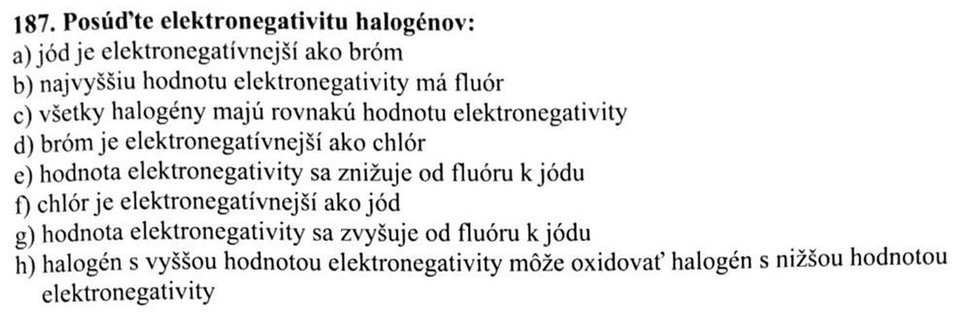 187. Posúďte elektronegativitu halogénov:
a) jód je elektronegatívnejší ako bróm
b) najvyššiu hodnotu elektronegativity má fluór
c) všetky halogény majú rovnakú hodnotu elektronegativity
d) bróm je elektronegatívnejší ako chlór
e) hodnota elektronegativity sa znižuje od fluóru k jódu
f) chlór je elektronegatívnejší ako jód
g) hodnota elektronegativity sa zvyšuje od fluóru k jódu
h) halogén s vyššou hodnotou elektronegativity môže oxidovať halogén s nižšou hodnotou
elektronegativity